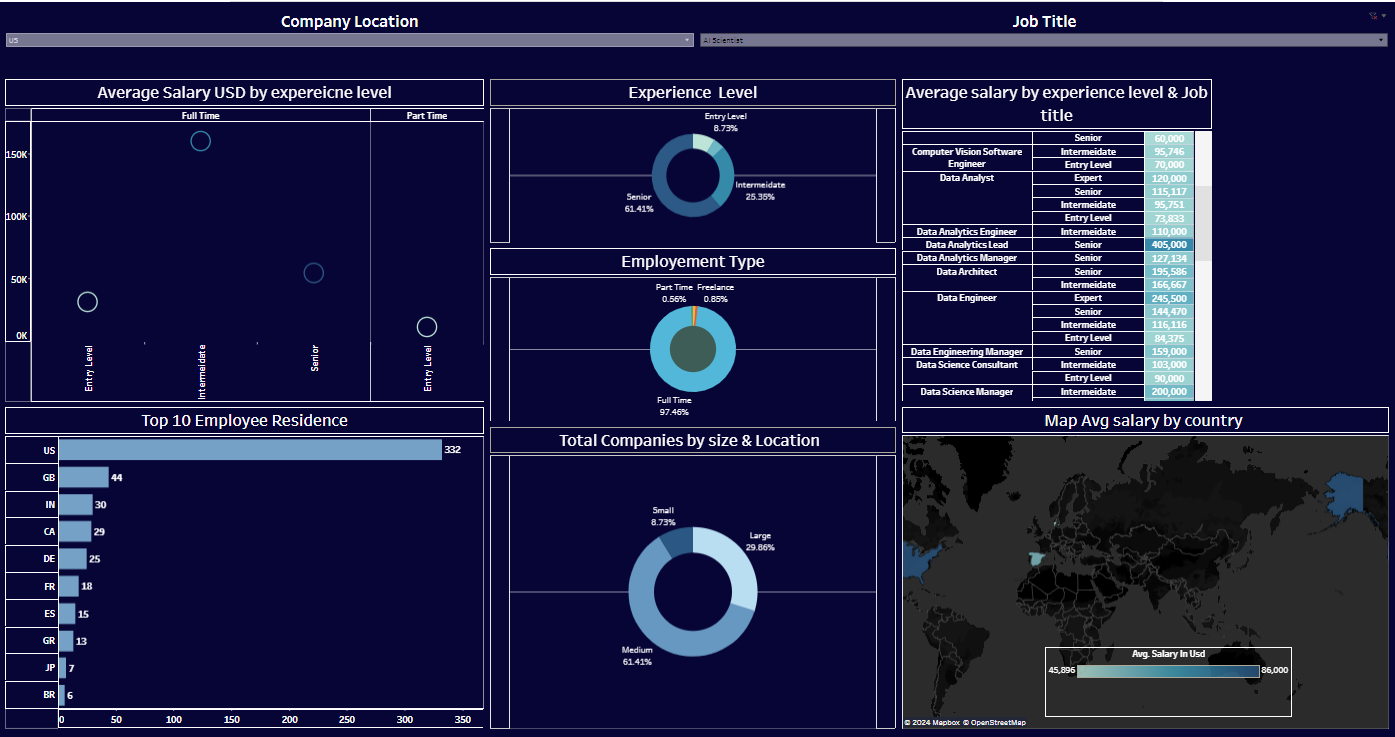 Company Location
Job Title
US
AI Scientist
Average Salary USD by expereicne level
Full Time
Part Time
150K
100K
50K
0K
Entry Level
Intermeidate
Senior
Entry Level
Experience Level
Entry Level
8.73%
Intermeidate
25.35%
Senior
61.41%
Average salary by experience level & Job
title
Senior 60,000
Computer Vision Software
Engineer
Intermeidate 95,746
Entry Level 70,000
Data Analyst Expert 120,000
Senior 115,117
Intermeidate 95,751
Entry Level 73,833
Data Analytics Engineer Intermeidate 110,000
Data Analytics Lead Senior 405,000
Data Analytics Manager Senior 127,134
Data Architect Senior 195,586
Intermeidate 166,667
Data Engineer Expert 245,500
Senior 144,470
Intermeidate 116,116
Entry Level 84,375
Data Engineering Manager Senior 159,000
Data Science Consultant Intermeidate 103,000
Entry Level 90,000
Data Science Manager Intermeidate 200,000
Employement Type
Part Time Freelance
0.56% 0.85%
Full Time
97.46%
Top 10 Employee Residence
US 332
GB 44
IN 30
CA 29
DE 25
FR 18
ES 15
GR 13
JP 7
BR 6
0 50 100 150 200 250 300 350
Total Companies by size & Location
Small
8.73%
Large
29.86%
Medium
61.41%
Map Avg salary by country
Avg. Salary In Usd
45,896 86,000
© 2024 Mapbox © OpenStreetMap